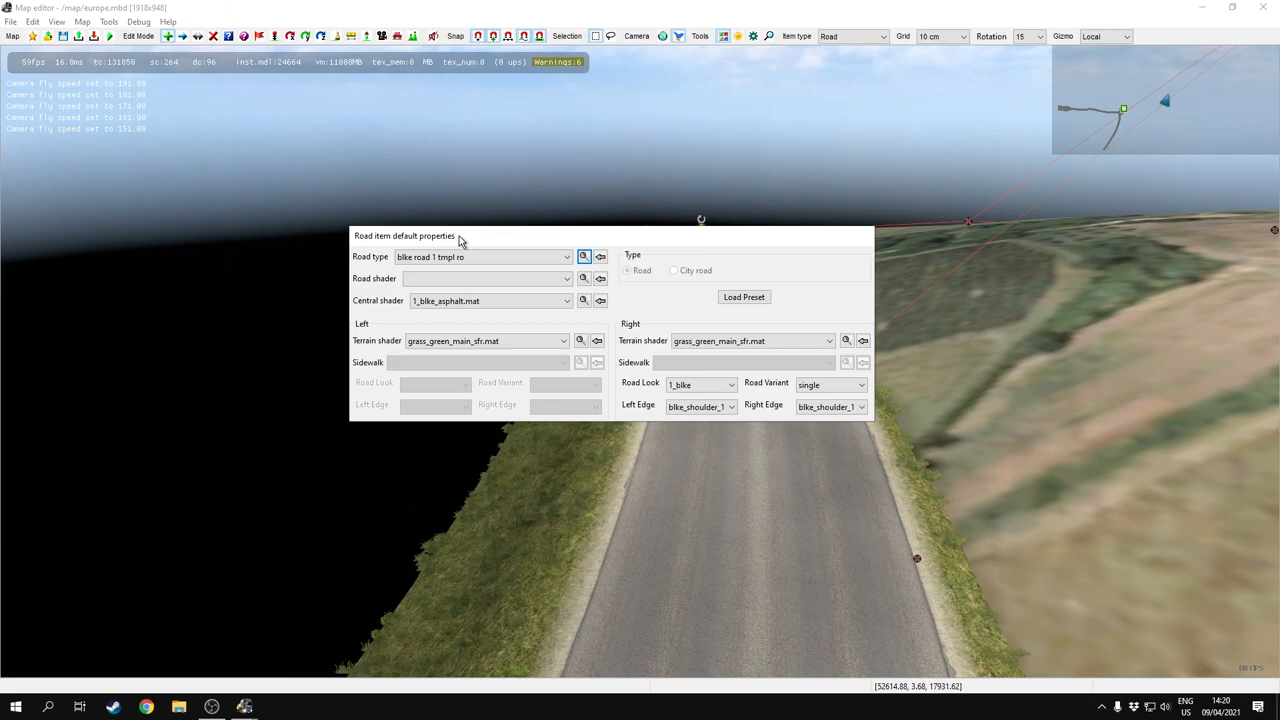 Map editor - /map/europe.mbd [1918x948]
File Edit View Map Tools Debug Help
Map Edit Mode Snap Selection Camera Tools Item type Road Grid 10 cm Rotation 15 Gizmo Local
59fps 16.8ms tc:131850 sc:264 dc:96 inst.mdl:24664 vm:11008MB tex_mem:0 MB tex_num:0 (0 ups) Warnings:6
Camera fly speed set to 191.00
Camera fly speed set to 181.00
Camera fly speed set to 171.00
Camera fly speed set to 161.00
Camera fly speed set to 151.00
Road item default properties
Road type blke road 1 tmpl ro
Type
Road City road
Road shader
Central shader 1_blke_asphalt.mat
Load Preset
Left
Right
Terrain shader grass_green_main_sfr.mat
Terrain shader grass_green_main_sfr.mat
Sidewalk
Sidewalk
Road Look Road Variant
Road Look 1_blke Road Variant single
Left Edge Right Edge
Left Edge blke_shoulder_1 Right Edge blke_shoulder_1
[52614.88, 3.68, 17931.62]
ENG
US
14:20
09/04/2021